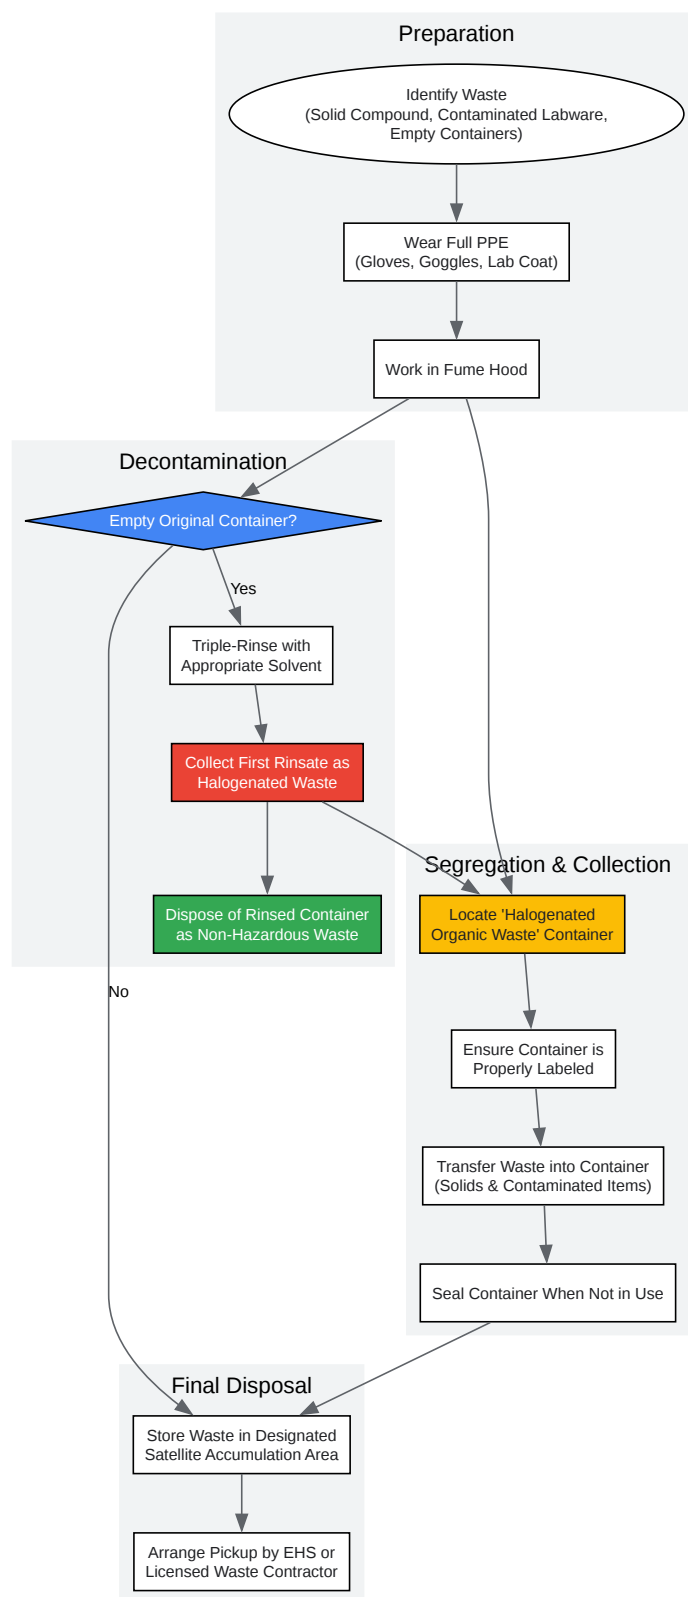 Preparation
Identify Waste
(Solid Compound, Contaminated Labware,
Empty Containers)
Wear Full PPE
(Gloves, Goggles, Lab Coat)
Work in Fume Hood
Decontamination
Empty Original Container?
Yes
Triple-Rinse with
Appropriate Solvent
Collect First Rinsate as
Halogenated Waste
Dispose of Rinsed Container
as Non-Hazardous Waste
No
Segregation & Collection
Locate 'Halogenated
Organic Waste' Container
Ensure Container is
Properly Labeled
Transfer Waste into Container
(Solids & Contaminated Items)
Seal Container When Not in Use
Final Disposal
Store Waste in Designated
Satellite Accumulation Area
Arrange Pickup by EHS or
Licensed Waste Contractor